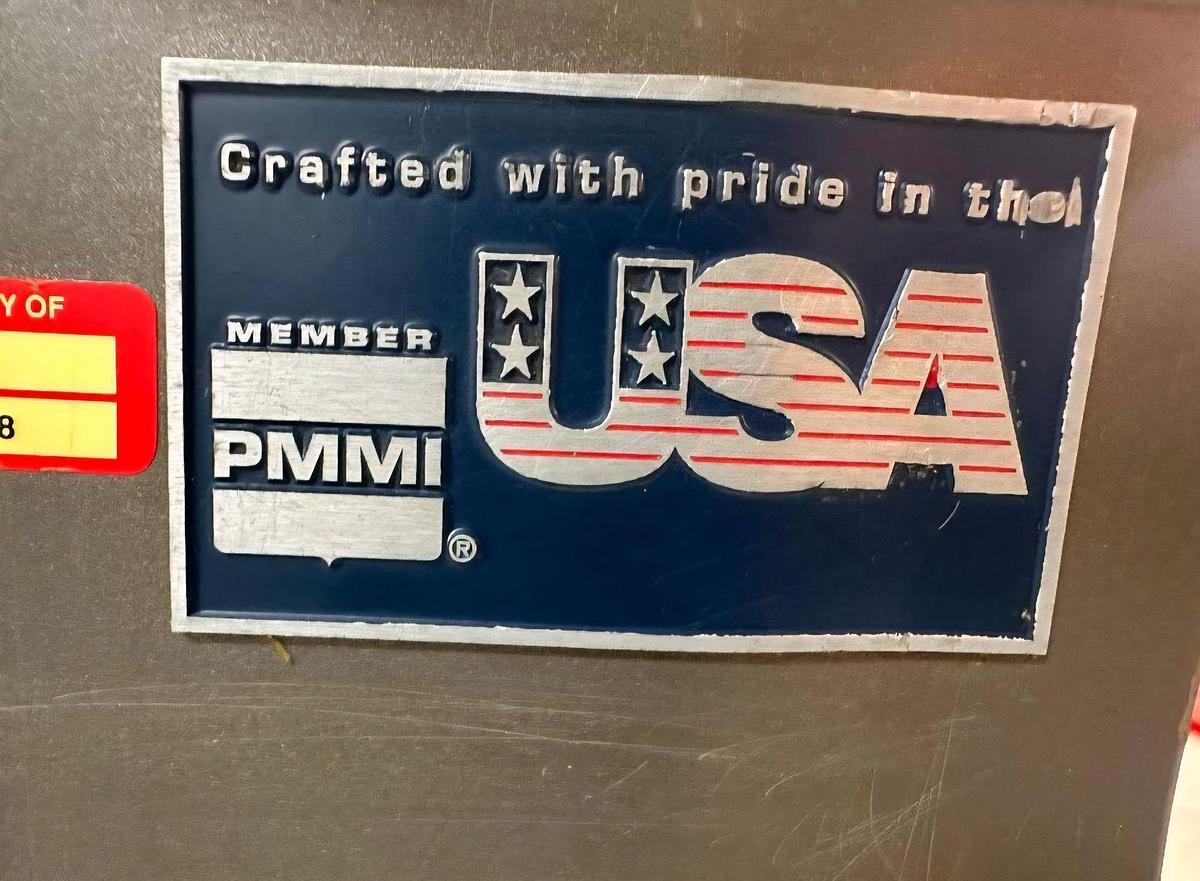 Crafted with pride in the
USA
MEMBER
PMMI
®
Y OF
8